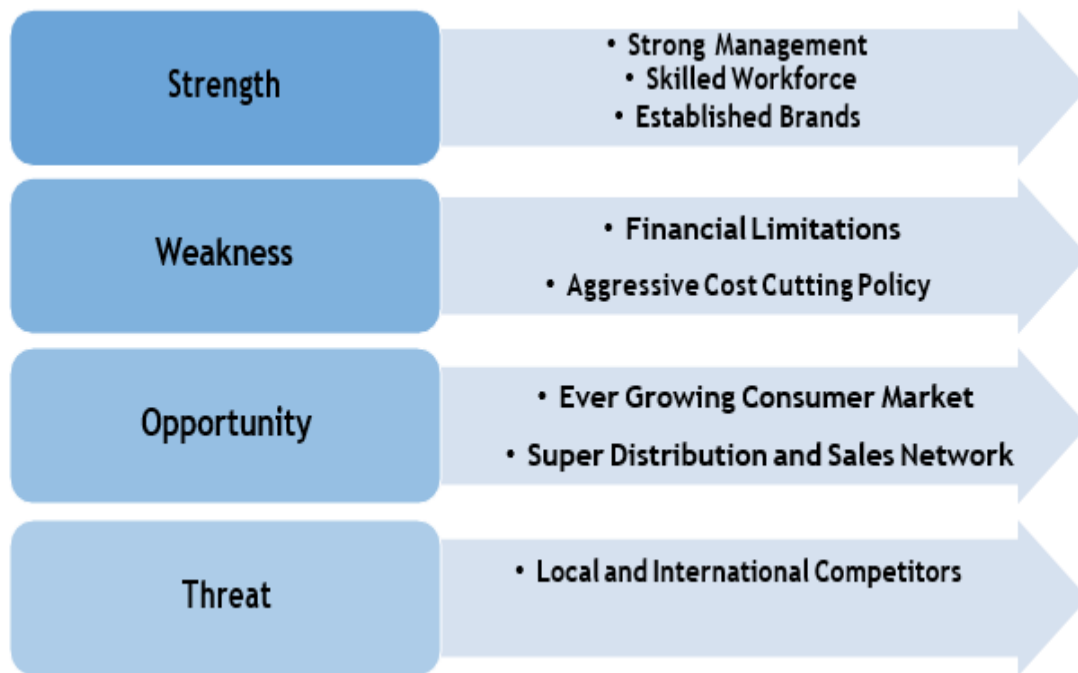 Strength
• Strong Management
• Skilled Workforce
• Established Brands
Weakness
• Financial Limitations
• Aggressive Cost Cutting Policy
Opportunity
• Ever Growing Consumer Market
• Super Distribution and Sales Network
Threat
• Local and International Competitors